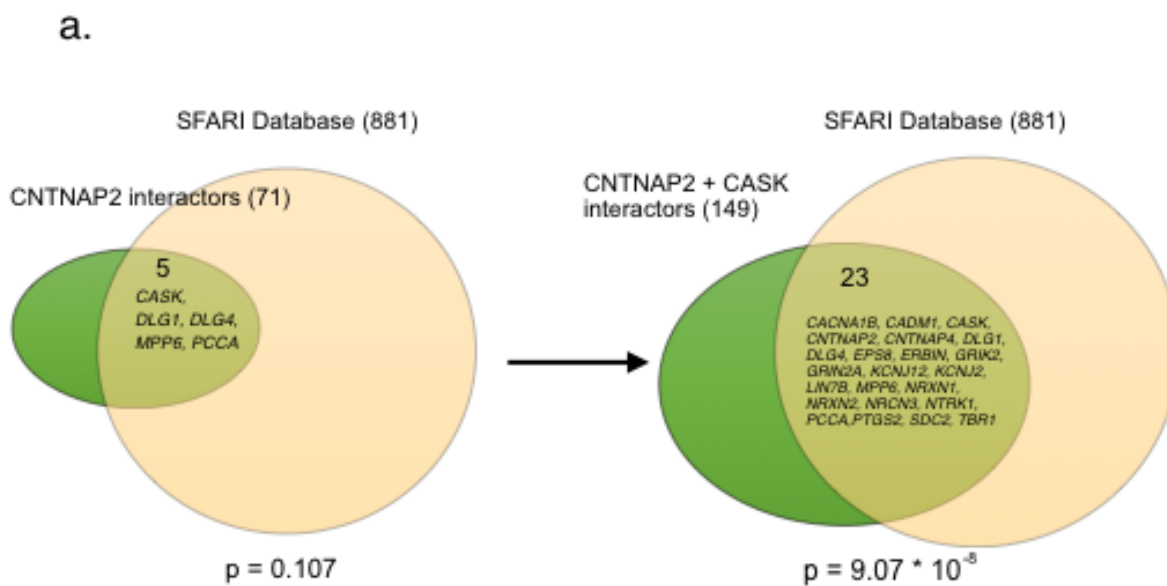 a.
SFARI Database (881)
CNTNAP2 interactors (71)
5
CASK,
DLG1, DLG4,
MPP6, PCCA
p = 0.107
SFARI Database (881)
CNTNAP2 + CASK
interactors (149)
23
CACNA1B, CADM1, CASK,
CNTNAP2, CNTNAP4, DLG1,
DLG4, EPS8, ERBIN, GRIK2,
GRIN2A, KCNJ12, KCNJ2,
LIN7B, MPP6, NRXN1,
NRXN2, NRCN3, NTRK1,
PCCA,PTGS2, SDC2, TBR1
p = 9.07 * 10⁻⁸